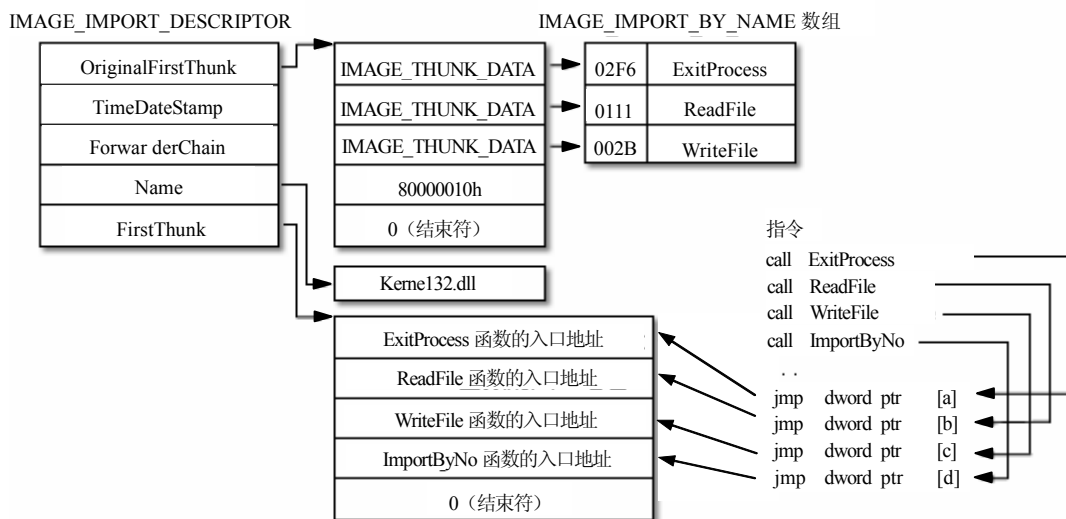 IMAGE_IMPORT_DESCRIPTOR
OriginalFirstThunk
TimeDateStamp
Forwar derChain
Name
FirstThunk
IMAGE_THUNK_DATA
IMAGE_THUNK_DATA
IMAGE_THUNK_DATA
80000010h
0（结束符）
IMAGE_IMPORT_BY_NAME 数组
02F6 ExitProcess
0111 ReadFile
002B WriteFile
Kerne132.dll
ExitProcess 函数的入口地址
ReadFile 函数的入口地址
WriteFile 函数的入口地址
ImportByNo 函数的入口地址
0（结束符）
指令
call ExitProcess
call ReadFile
call WriteFile
call ImportByNo
. .
jmp dword ptr [a]
jmp dword ptr [b]
jmp dword ptr [c]
jmp dword ptr [d]